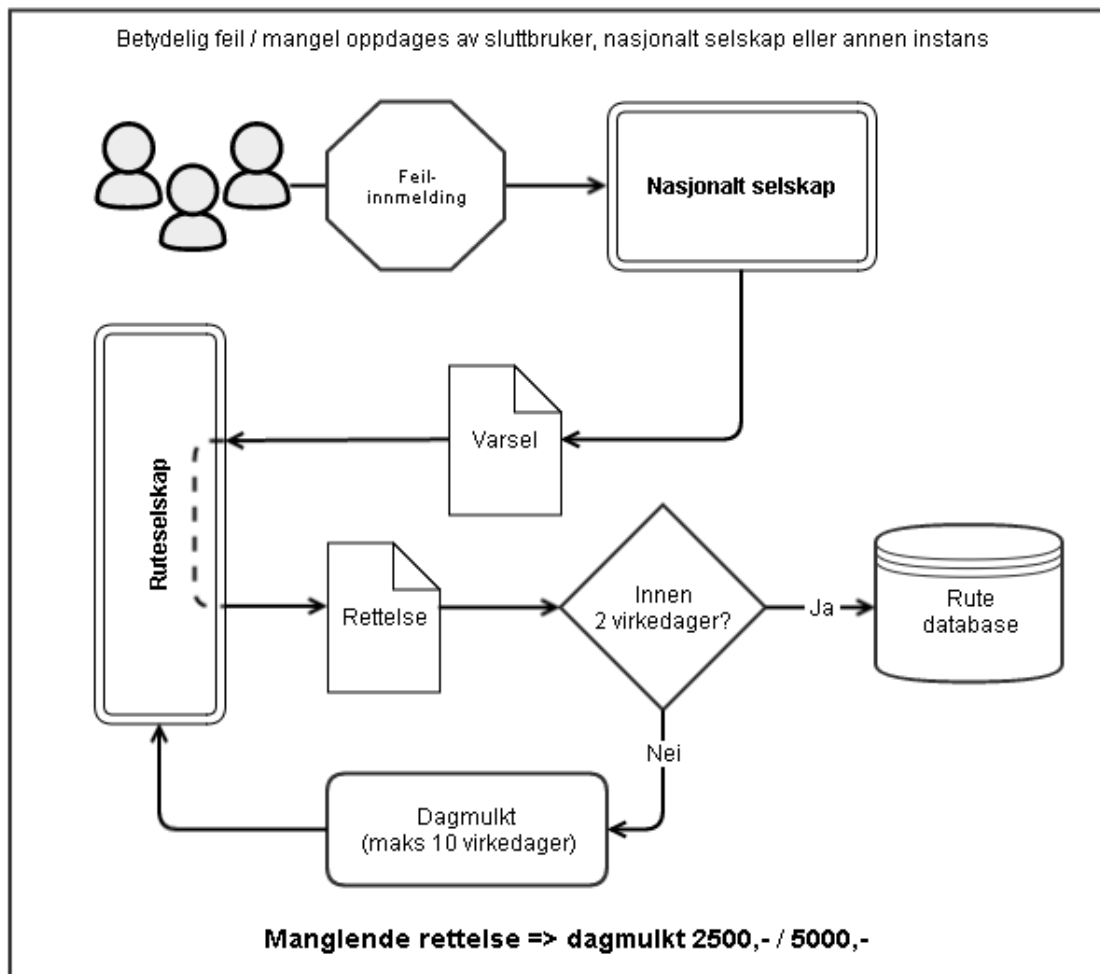 Betydelig feil / mangel oppdages av sluttbruker, nasjonalt selskap eller annen instans
Feil-
innmelding
Nasjonalt selskap
Varsel
Ruteselskap
Rettelse
Innen
2 virkedager?
Ja
Rute
database
Nei
Dagmulkt
(maks 10 virkedager)
Manglende rettelse => dagmulkt 2500,- / 5000,-